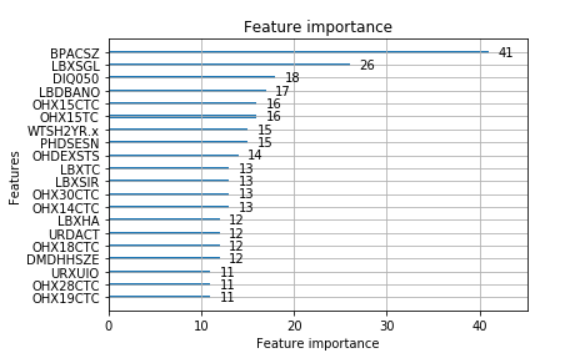 Feature importance
BPACSZ 41
LBXSGL 26
DIQ050 18
LBDBANO 17
OHX15CTC 16
OHX15TC 16
WTSH2YR.x 15
PHDSESN 15
OHDEXSTS 14
LBXTC 13
LBXSIR 13
OHX30CTC 13
OHX14CTC 13
LBXHA 12
URDACT 12
OHX18CTC 12
DMDHHSZE 12
URXUIO 11
OHX28CTC 11
OHX19CTC 11
Features
0 10 20 30 40
Feature importance